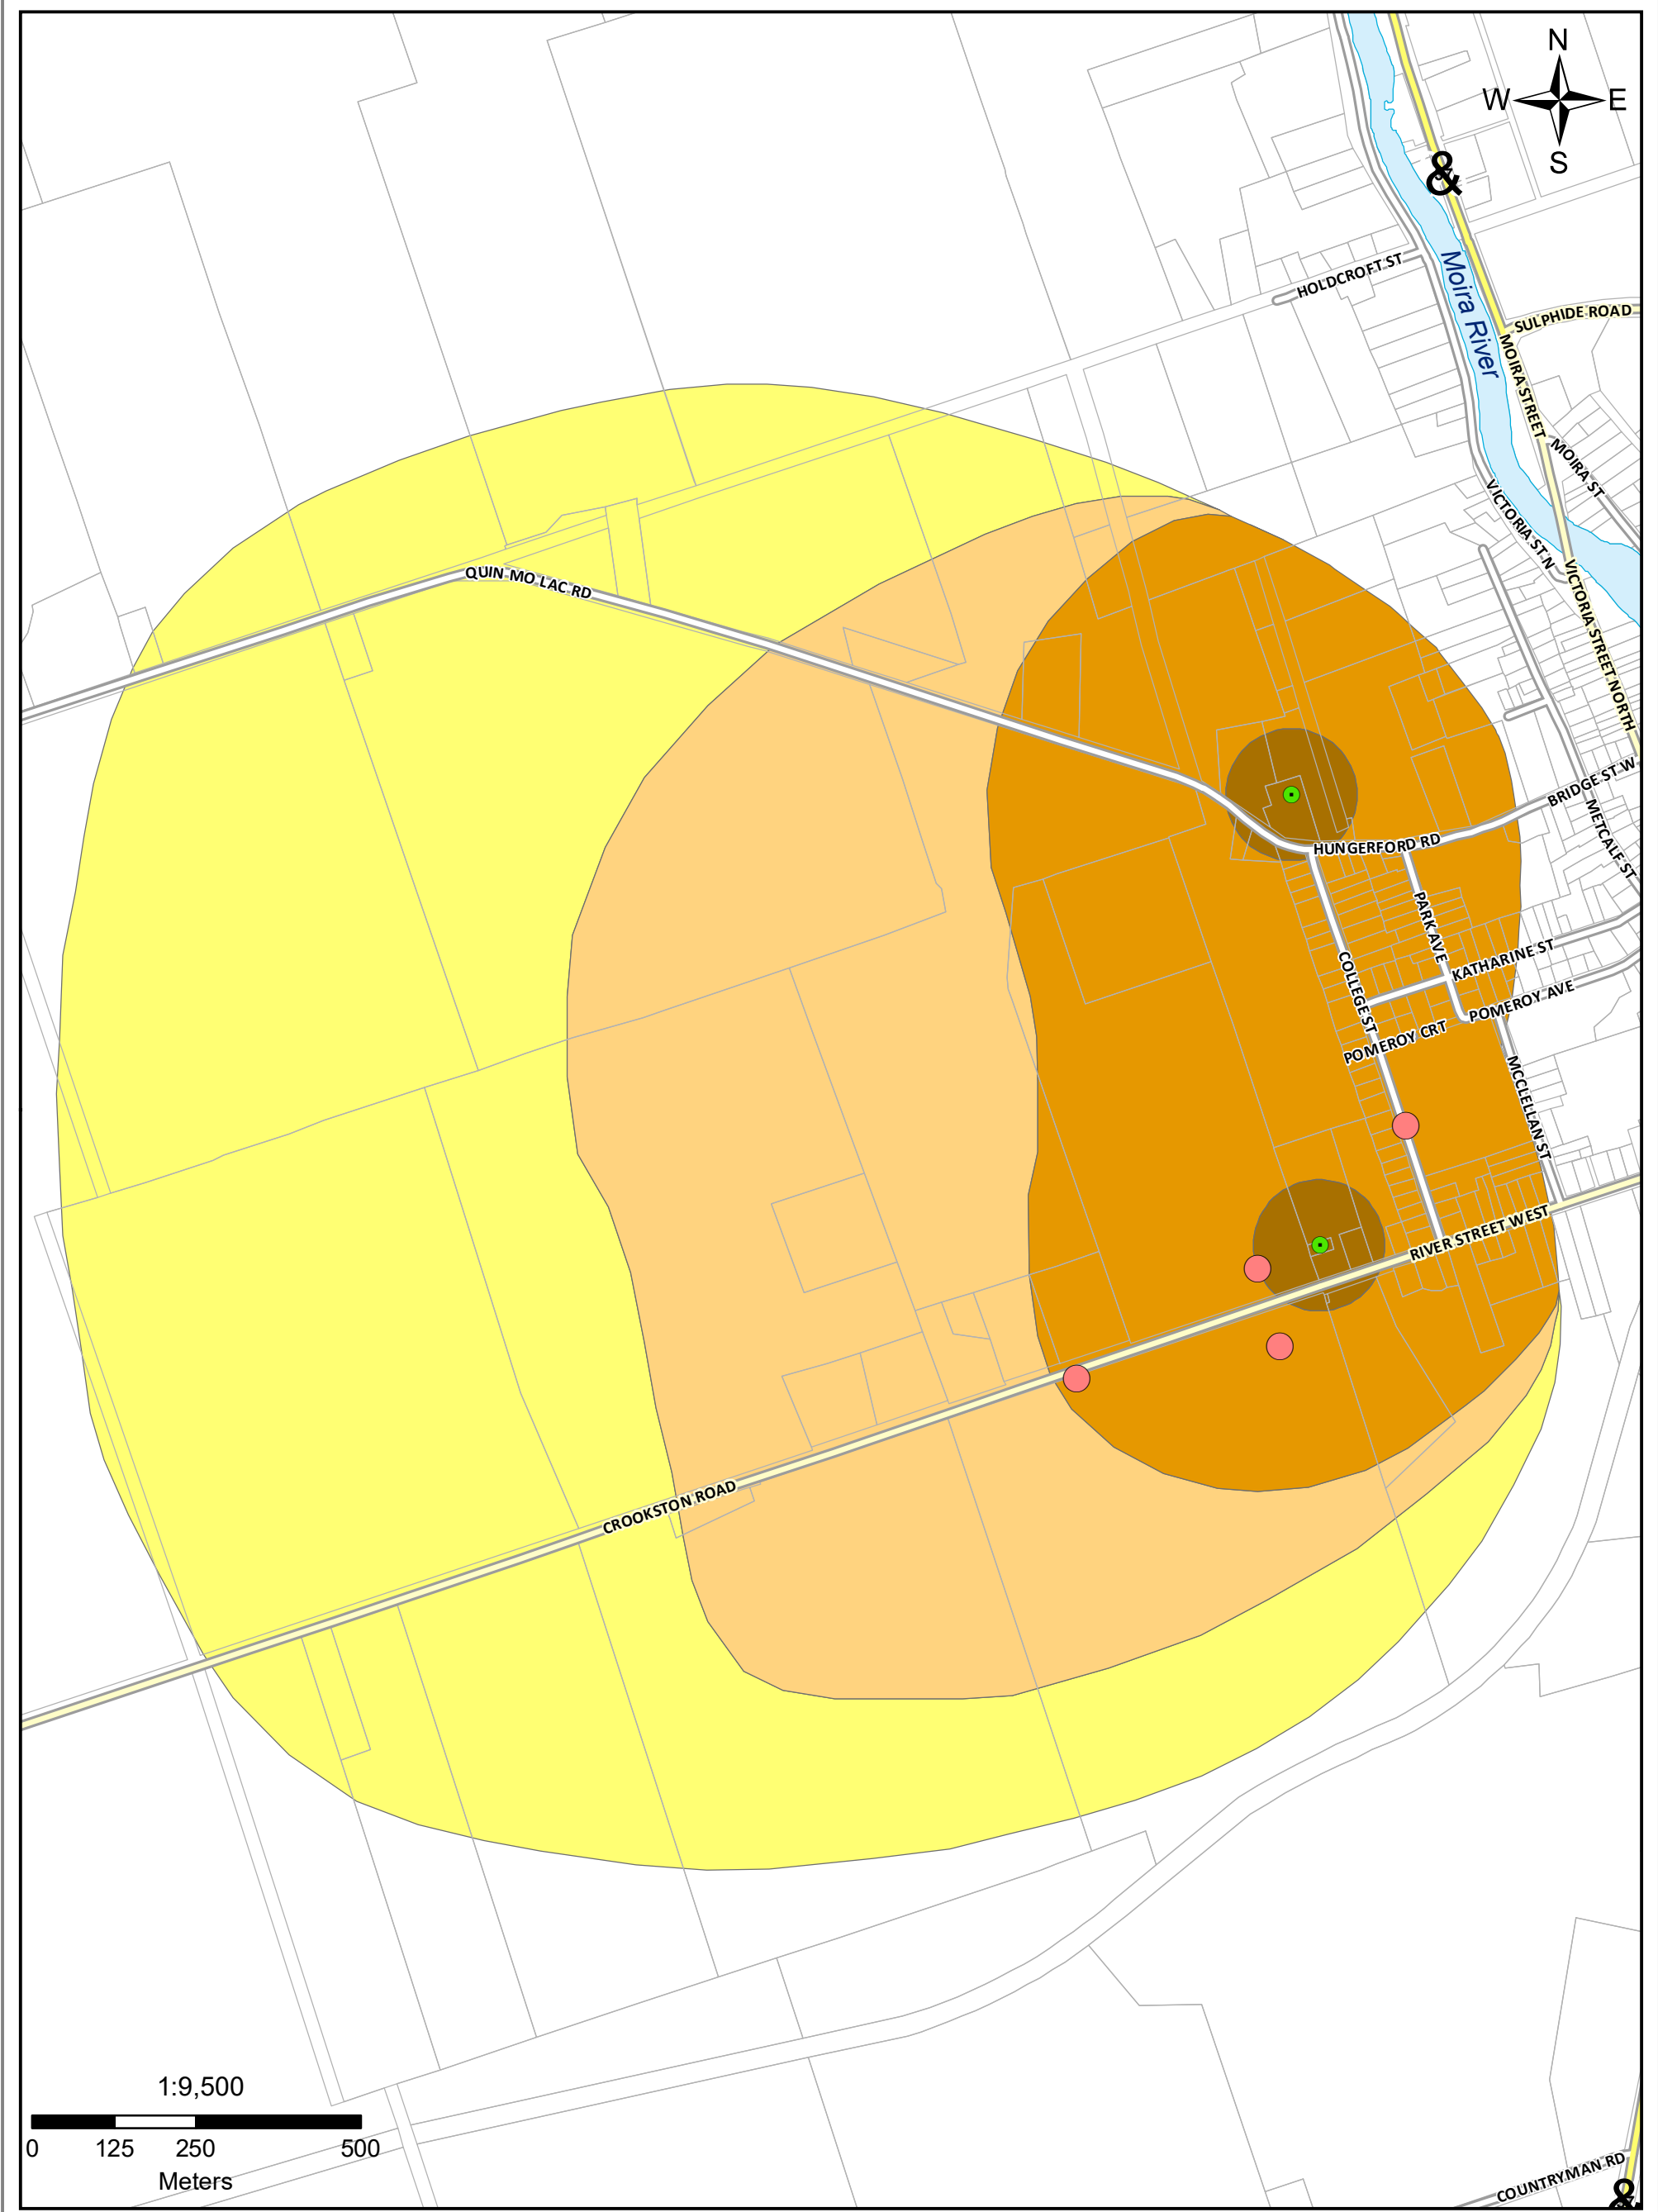 N
W E
S
&
HOLDCROFT ST
Moira River
SULPHIDE ROAD
MOIRA STREET
MOIRA ST
VICTORIA ST N
VICTORIA STREET NORTH
QUIN MO LAC RD
BRIDGE ST W
METCALF ST
HUNGERFORD RD
PARK AVE
KATHARINE ST
COLLEGE ST
POMEROY AVE
POMEROY CRT
MCCLELLAN ST
RIVER STREET WEST
CROOKSTON ROAD
1:9,500
0 125 250 500
Meters
COUNTRYMAN RD
&